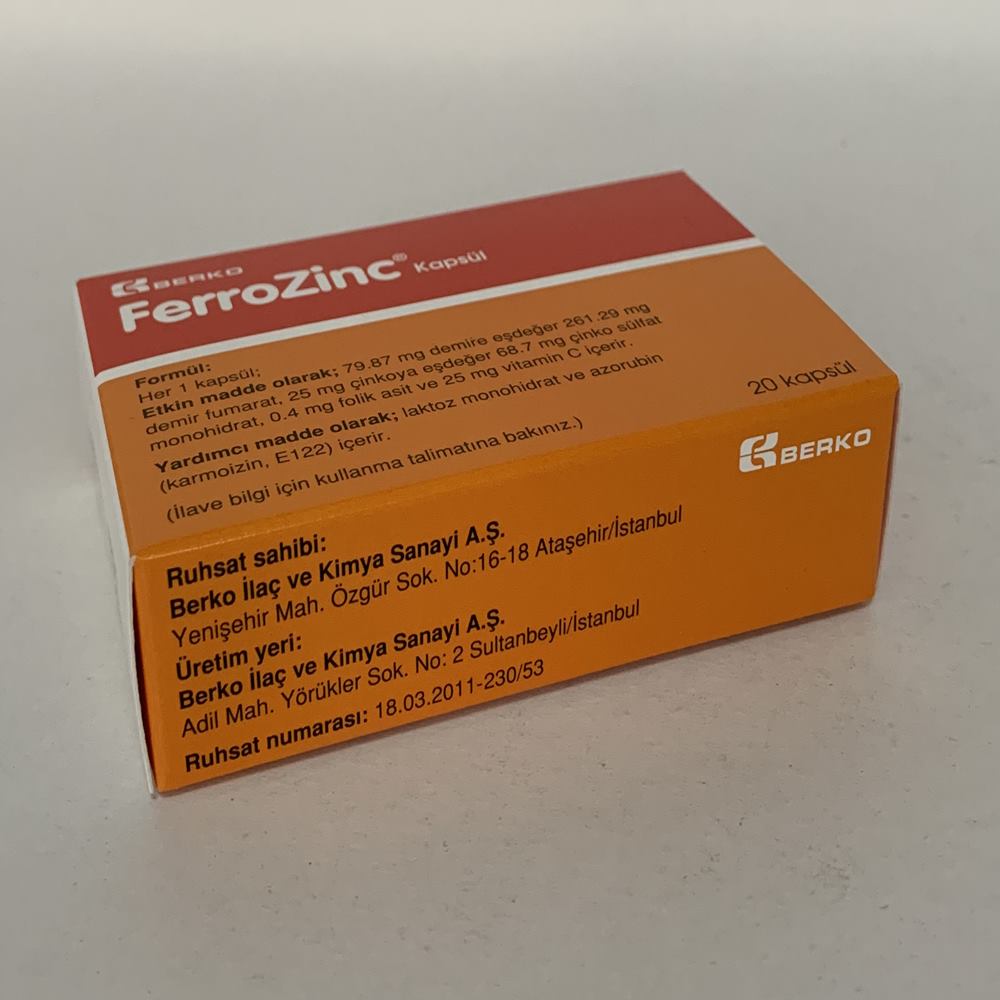 BERKO
FerroZinc® Kapsül
Formül:
Her 1 kapsül;
Etkin madde olarak; 79.87 mg demire eşdeğer 261.29 mg
demir fumarat, 25 mg çinkoya eşdeğer 68.7 mg çinko sülfat
monohidrat, 0.4 mg folik asit ve 25 mg vitamin C içerir.
Yardımcı madde olarak; laktoz monohidrat ve azorubin
(karmoizin, E122) içerir.
(İlave bilgi için kullanma talimatına bakınız.)
20 kapsül
BERKO
Ruhsat sahibi:
Berko İlaç ve Kimya Sanayi A.Ş.
Yenişehir Mah. Özgür Sok. No:16-18 Ataşehir/İstanbul
Üretim yeri:
Berko İlaç ve Kimya Sanayi A.Ş.
Adil Mah. Yörükler Sok. No: 2 Sultanbeyli/İstanbul
Ruhsat numarası: 18.03.2011-230/53